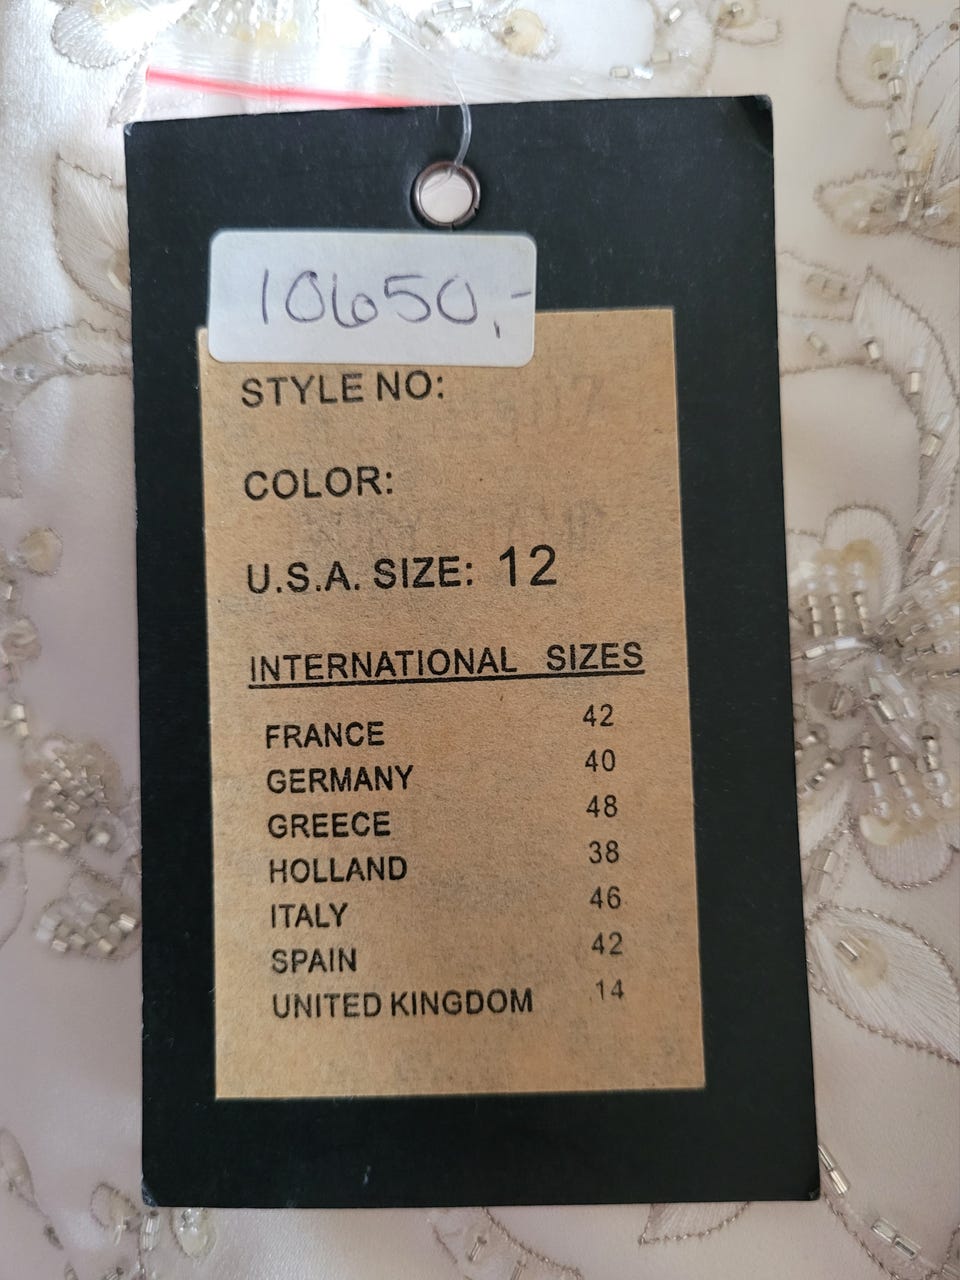 10650,-
STYLE NO:
COLOR:
U.S.A. SIZE: 12
INTERNATIONAL SIZES
FRANCE 42
GERMANY 40
GREECE 48
HOLLAND 38
ITALY 46
SPAIN 42
UNITED KINGDOM 14